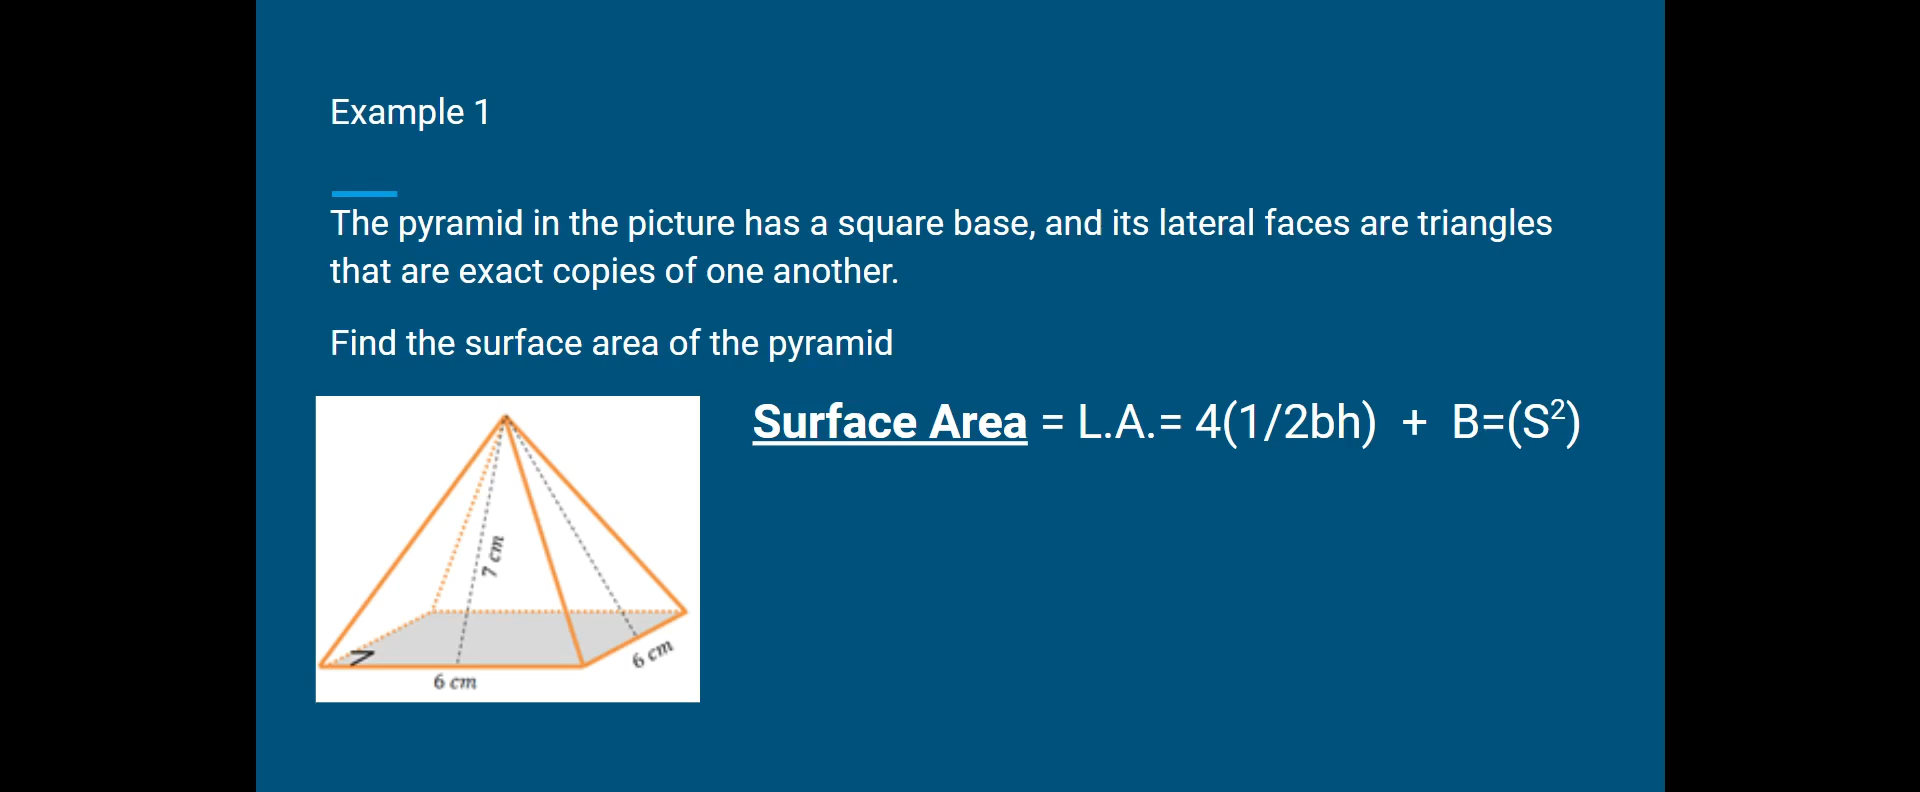 Example 1
The pyramid in the picture has a square base, and its lateral faces are triangles
that are exact copies of one another.
Find the surface area of the pyramid
Surface Area = L.A.= 4(1/2bh) + B=(S²)
7 cm
6 cm
6 cm